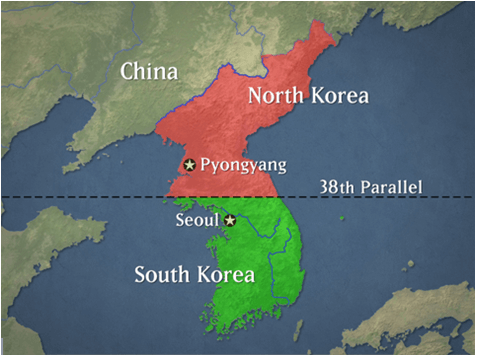 China
North Korea
Pyongyang
38th Parallel
Seoul
South Korea